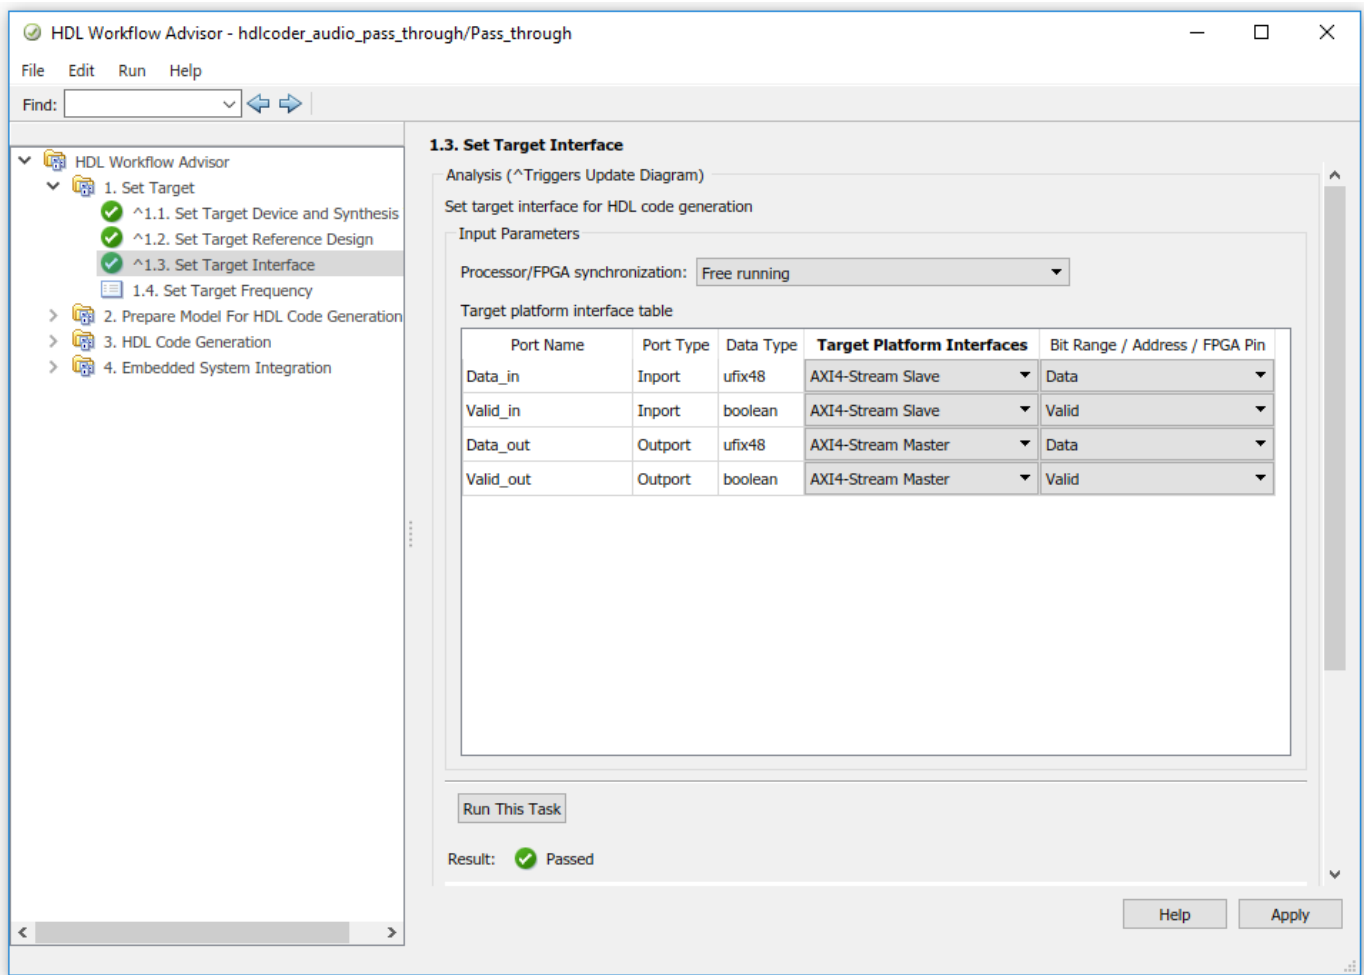 HDL Workflow Advisor - hdlcoder_audio_pass_through/Pass_through
File Edit Run Help
Find:
HDL Workflow Advisor
1. Set Target
^1.1. Set Target Device and Synthesis
^1.2. Set Target Reference Design
^1.3. Set Target Interface
1.4. Set Target Frequency
2. Prepare Model For HDL Code Generation
3. HDL Code Generation
4. Embedded System Integration
1.3. Set Target Interface
Analysis (^Triggers Update Diagram)
Set target interface for HDL code generation
Input Parameters
Processor/FPGA synchronization: Free running
Target platform interface table
Port Name Port Type Data Type Target Platform Interfaces Bit Range / Address / FPGA Pin
Data_in Inport ufix48 AXI4-Stream Slave Data
Valid_in Inport boolean AXI4-Stream Slave Valid
Data_out Outport ufix48 AXI4-Stream Master Data
Valid_out Outport boolean AXI4-Stream Master Valid
Run This Task
Result: Passed
Help Apply